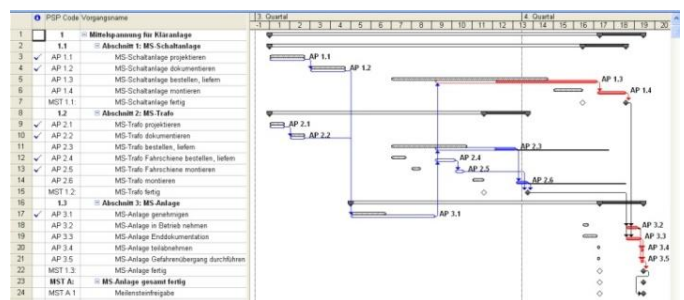 PSP Code Vorgangsname 3. Quartal 4. Quartal
-1 1 2 3 4 5 6 7 8 9 10 11 12 13 14 15 16 17 18 19 20
1 1 Mittelspannung für Kläranlage
2 1.1 Abschnitt 1: MS-Schaltanlage
3 AP 1.1 MS-Schaltanlage projektieren AP 1.1
4 AP 1.2 MS-Schaltanlage dokumentieren AP 1.2
5 AP 1.3 MS-Schaltanlage bestellen, liefern AP 1.3
6 AP 1.4 MS-Schaltanlage montieren AP 1.4
7 MST 1.1: MS-Schaltanlage fertig
8 1.2 Abschnitt 2: MS-Trafo
9 AP 2.1 MS-Trafo projektieren AP 2.1
10 AP 2.2 MS-Trafo dokumentieren AP 2.2
11 AP 2.3 MS-Trafo bestellen, liefern AP 2.3
12 AP 2.4 MS-Trafo Fahrschiene bestellen, liefern AP 2.4
13 AP 2.5 MS-Trafo Fahrschiene montieren AP 2.5
14 AP 2.6 MS-Trafo montieren AP 2.6
15 MST 1.2: MS-Trafo fertig
16 1.3 Abschnitt 3: MS-Anlage
17 AP 3.1 MS-Anlage genehmigen AP 3.1
18 AP 3.2 MS-Anlage in Betrieb nehmen AP 3.2
19 AP 3.3 MS-Anlage Enddokumentation AP 3.3
20 AP 3.4 MS-Anlage teilabnehmen AP 3.4
21 AP 3.5 MS-Anlage Gefahrenübergang durchführen AP 3.5
22 MST 1.3: MS-Anlage fertig
23 MST A: MS-Anlage gesamt fertig
24 MST A 1 Meilensteinfreigabe